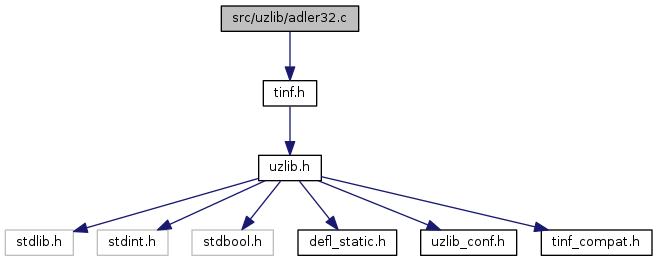 src/uzlib/adler32.c
tinf.h
uzlib.h
stdlib.h
stdint.h
stdbool.h
defl_static.h
uzlib_conf.h
tinf_compat.h